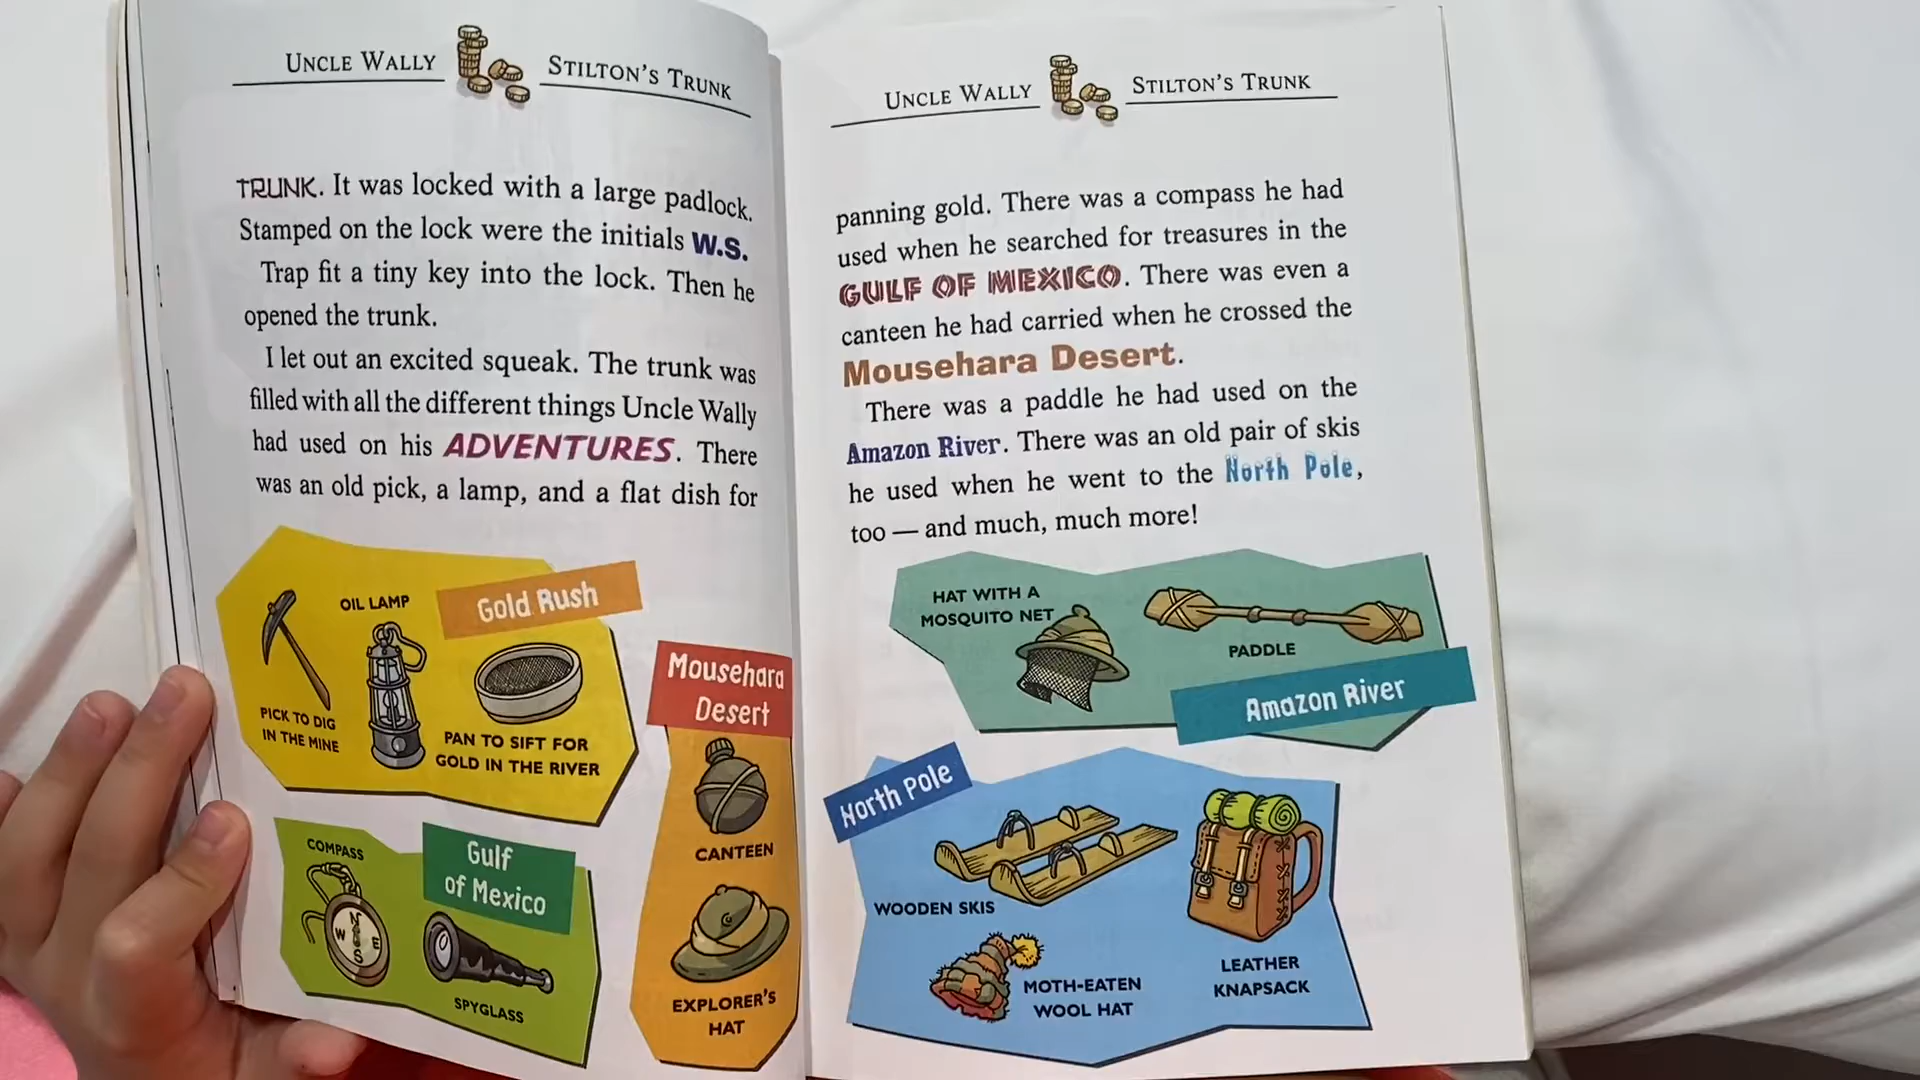 UNCLE WALLY STILTON'S TRUNK
TRUNK. It was locked with a large padlock.
Stamped on the lock were the initials W.S.
Trap fit a tiny key into the lock. Then he
opened the trunk.
I let out an excited squeak. The trunk was
filled with all the different things Uncle Wally
had used on his ADVENTURES. There
was an old pick, a lamp, and a flat dish for
Gold Rush
OIL LAMP
PICK TO DIG
IN THE MINE
PAN TO SIFT FOR
GOLD IN THE RIVER
Mousehara
Desert
CANTEEN
EXPLORER'S
HAT
Gulf
of Mexico
COMPASS
N
W E
S
SPYGLASS
UNCLE WALLY STILTON'S TRUNK
panning gold. There was a compass he had
used when he searched for treasures in the
GULF OF MEXICO. There was even a
canteen he had carried when he crossed the
Mousehara Desert.
There was a paddle he had used on the
Amazon River. There was an old pair of skis
he used when he went to the North Pole,
too — and much, much more!
HAT WITH A
MOSQUITO NET
PADDLE
Amazon River
North Pole
WOODEN SKIS
MOTH-EATEN
WOOL HAT
LEATHER
KNAPSACK